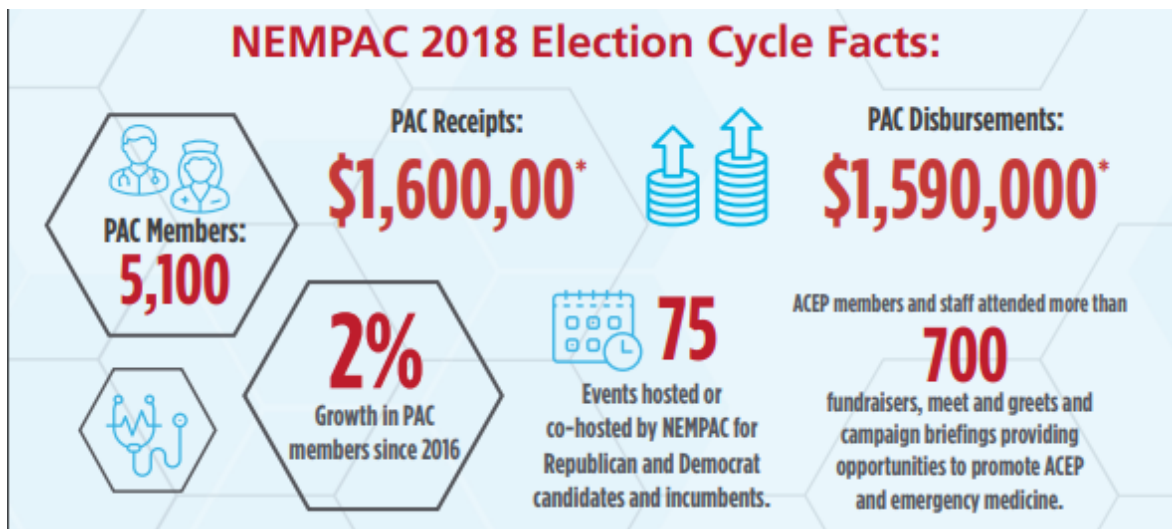 NEMPAC 2018 Election Cycle Facts:
PAC Members:
5,100
PAC Receipts:
$1,600,00*
PAC Disbursements:
$1,590,000*
2%
Growth in PAC
members since 2016
75
Events hosted or
co-hosted by NEMPAC for
Republican and Democrat
candidates and incumbents.
ACEP members and staff attended more than
700
fundraisers, meet and greets and
campaign briefings providing
opportunities to promote ACEP
and emergency medicine.